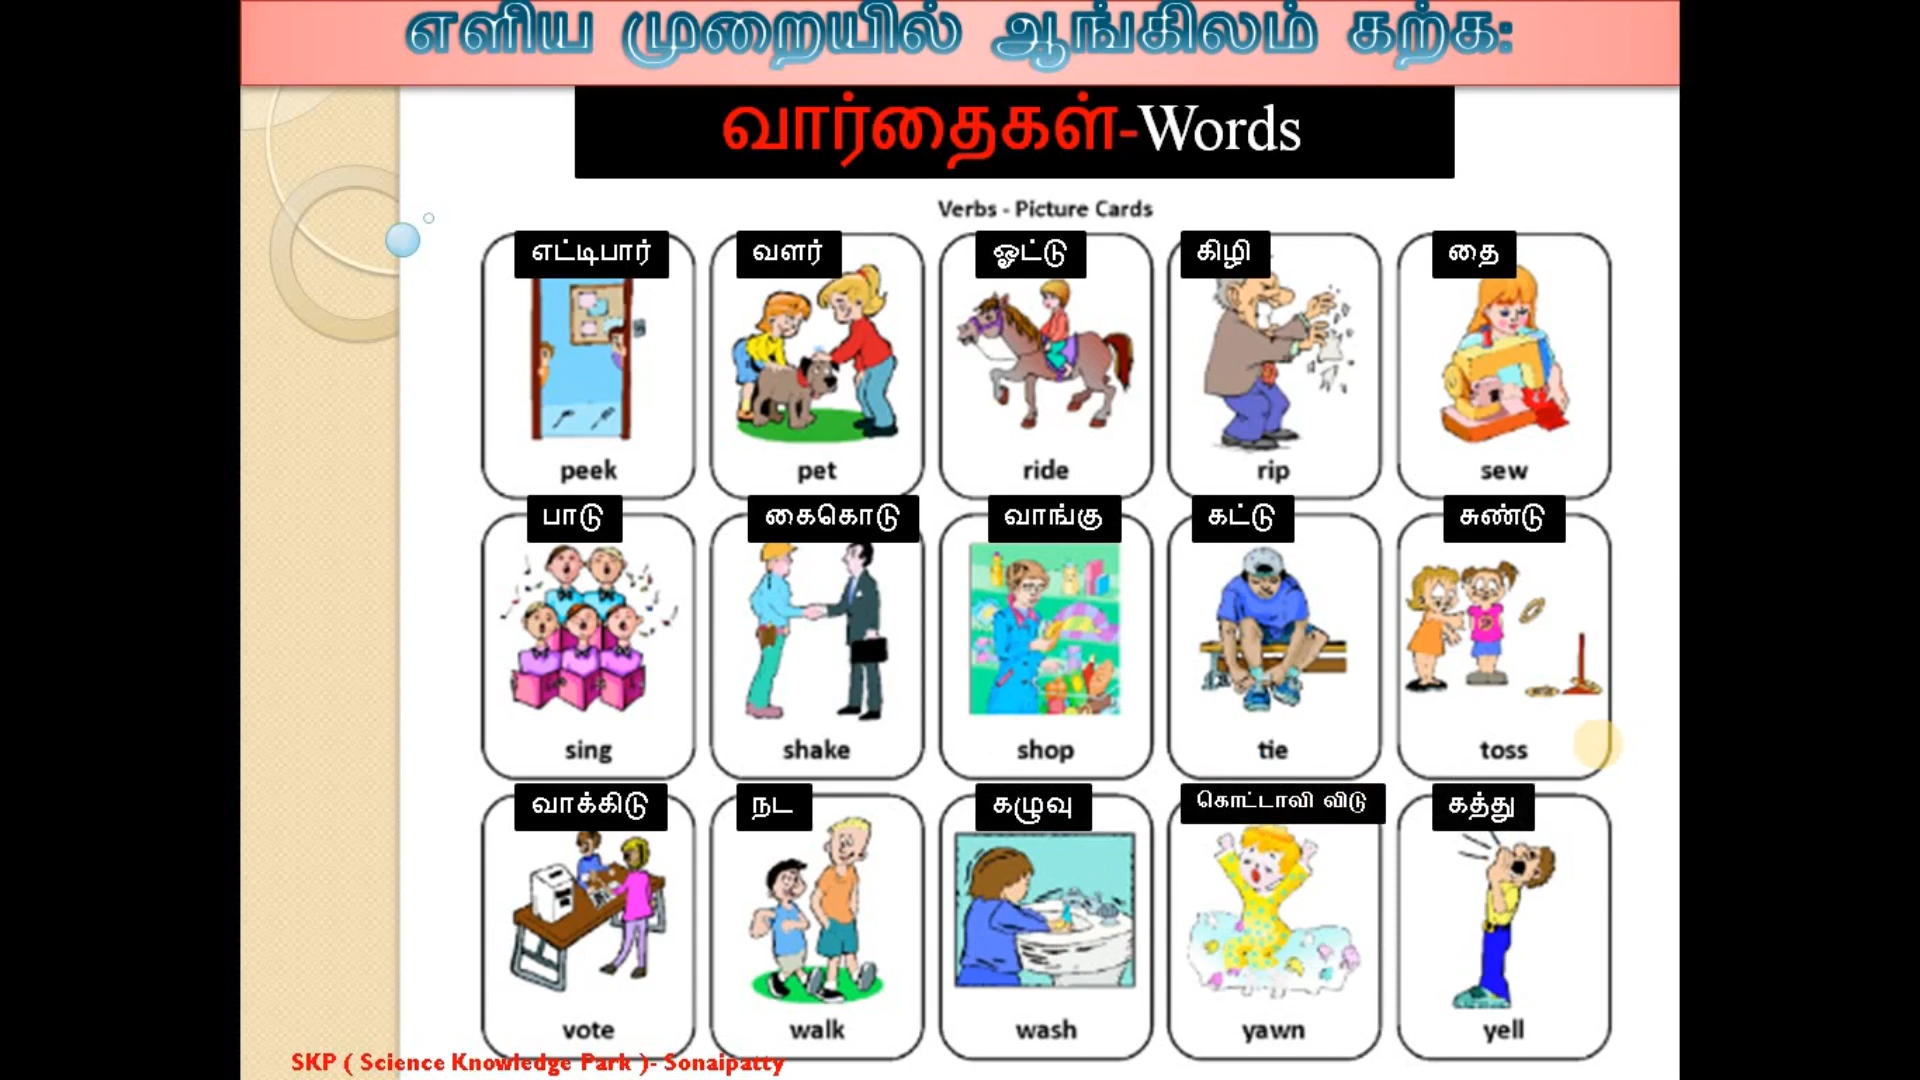 எளிய முறையில் ஆங்கிலம் கற்க:
வார்தைகள்-Words
Verbs - Picture Cards
எட்டிபார் வளர் ஓட்டு கிழி தை
peek pet ride rip sew
பாடு கைகொடு வாங்கு கட்டு சுண்டு
sing shake shop tie toss
வாக்கிடு நட கழுவு கொட்டாவி விடு கத்து
vote walk wash yawn yell
SKP ( Science Knowledge Park )- Sonaipatty